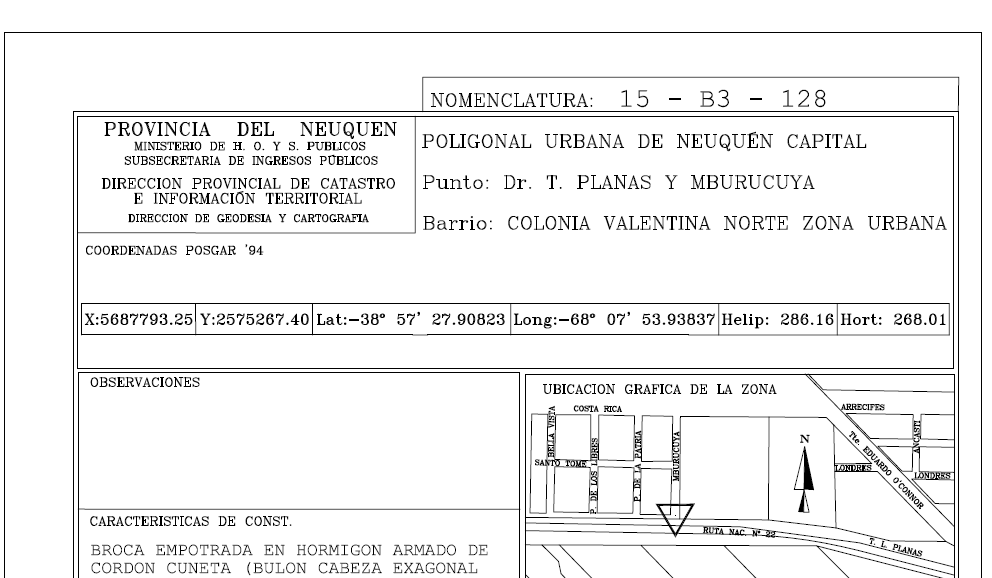 NOMENCLATURA: 15 - B3 - 128
PROVINCIA DEL NEUQUEN
MINISTERIO DE H. O. Y S. PUBLICOS
SUBSECRETARIA DE INGRESOS PÚBLICOS
DIRECCION PROVINCIAL DE CATASTRO
E INFORMACIÓN TERRITORIAL
DIRECCION DE GEODESIA Y CARTOGRAFIA
POLIGONAL URBANA DE NEUQUÉN CAPITAL
Punto: Dr. T. PLANAS Y MBURUCUYA
Barrio: COLONIA VALENTINA NORTE ZONA URBANA
COORDENADAS POSGAR '94
X:5687793.25 Y:2575267.40 Lat:-38° 57' 27.90823 Long:-68° 07' 53.93837 Helip: 286.16 Hort: 268.01
OBSERVACIONES
CARACTERISTICAS DE CONST.
BROCA EMPOTRADA EN HORMIGON ARMADO DE
CORDON CUNETA (BULON CABEZA EXAGONAL
UBICACION GRAFICA DE LA ZONA
COSTA RICA
ARRECIFES
BELLA VISTA
P. DE LOS LIBRES
P. DE LA PATRIA
MBURUCUYA
ANCASTI
N
Tte. EDUARDO O'CONNOR
SANTO TOME
LONDRES
LONDRES
RUTA NAC. Nº 22
T. L. PLANAS